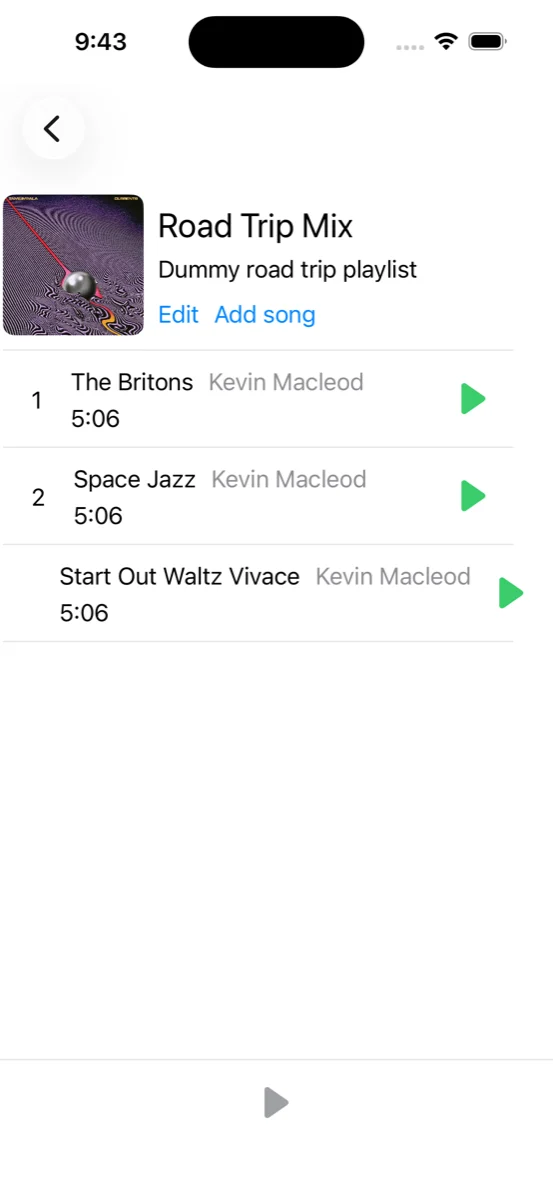 9:43
Road Trip Mix
Dummy road trip playlist
Edit Add song
1 The Britons Kevin Macleod
5:06
2 Space Jazz Kevin Macleod
5:06
Start Out Waltz Vivace Kevin Macleod
5:06